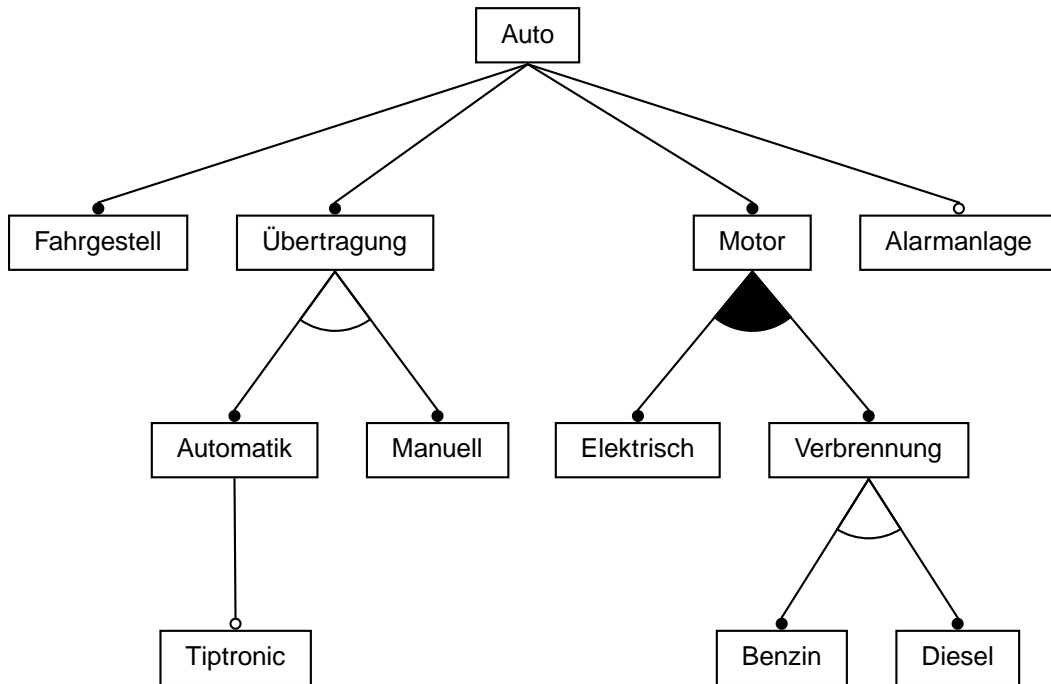 Auto
Fahrgestell
Übertragung
Motor
Alarmanlage
Automatik
Manuell
Elektrisch
Verbrennung
Tiptronic
Benzin
Diesel